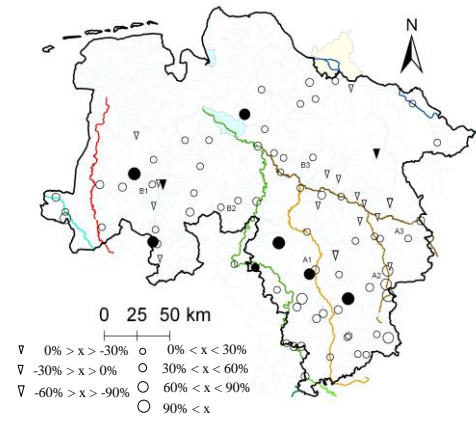 N
B3
B1
B2
A3
A1
A2
0 25 50 km
0% > x > -30%
-30% > x > 0%
-60% > x > -90%
0% < x < 30%
30% < x < 60%
60% < x < 90%
90% < x